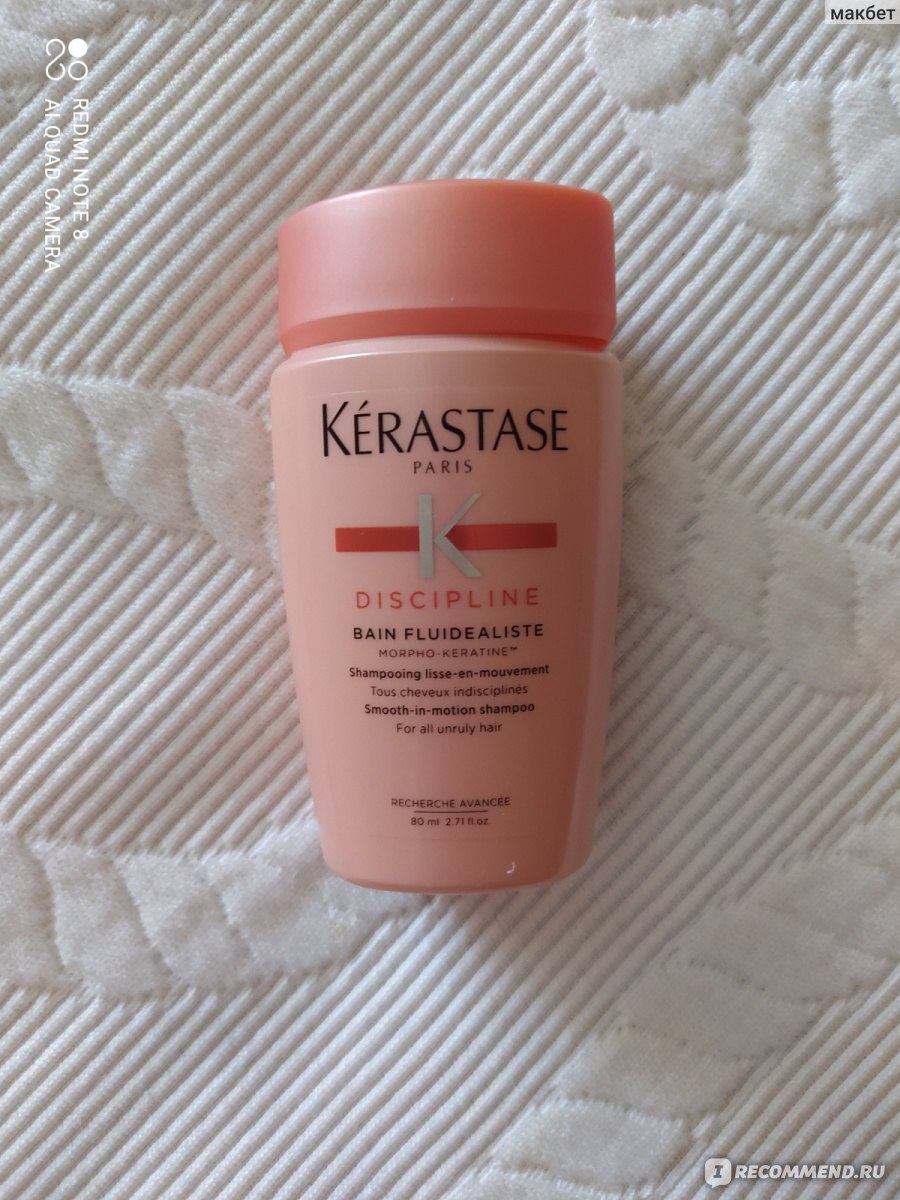 макбет
REDMI NOTE 8
AI QUAD CAMERA
KÉRASTASE
PARIS
K
DISCIPLINE
BAIN FLUIDEALISTE
MORPHO-KERATINE™
Shampooing lisse-en-mouvement
Tous cheveux indisciplinés
Smooth-in-motion shampoo
For all unruly hair
RECHERCHE AVANCÉE
80 ml 2.71 fl.oz.
IRECOMMEND.RU